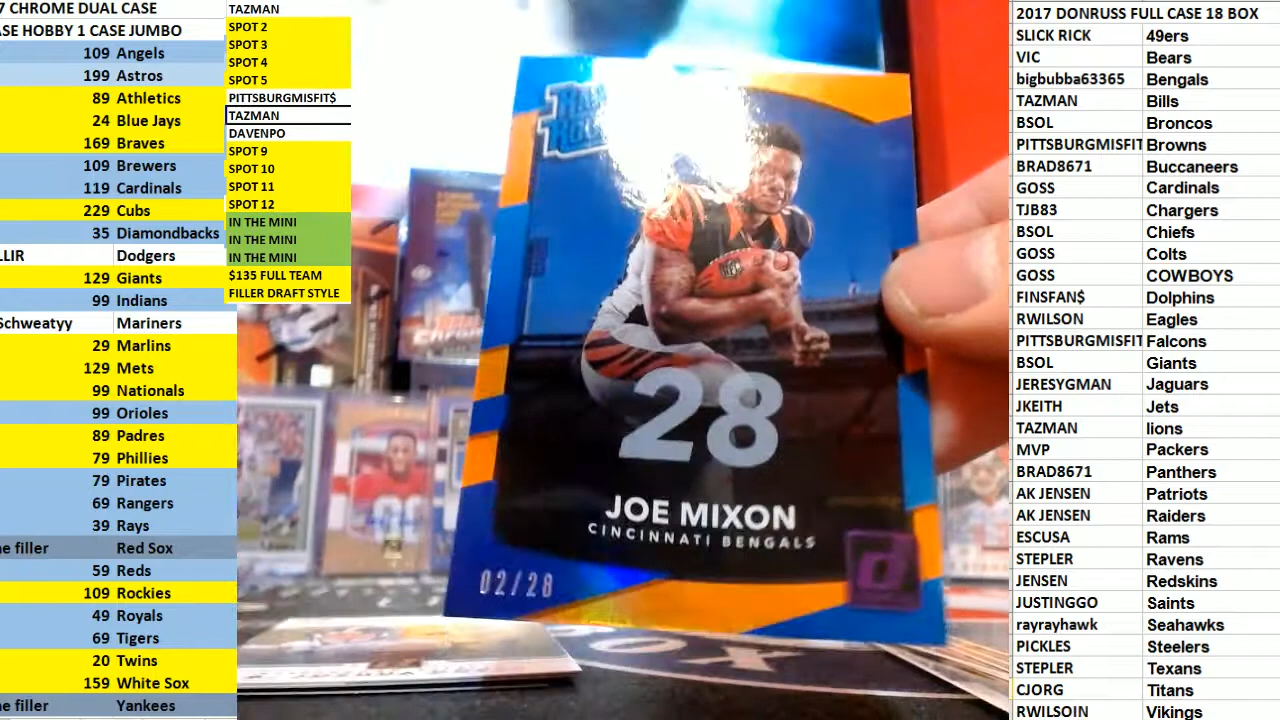 7 CHROME DUAL CASE
ASE HOBBY 1 CASE JUMBO
109 Angels
199 Astros
89 Athletics
24 Blue Jays
169 Braves
109 Brewers
119 Cardinals
229 Cubs
35 Diamondbacks
LLIR Dodgers
129 Giants
99 Indians
Schweatyy Mariners
29 Marlins
129 Mets
99 Nationals
99 Orioles
89 Padres
79 Phillies
79 Pirates
69 Rangers
39 Rays
ne filler Red Sox
59 Reds
109 Rockies
49 Royals
69 Tigers
20 Twins
159 White Sox
ne filler Yankees
TAZMAN
SPOT 2
SPOT 3
SPOT 4
SPOT 5
PITTSBURGMISFIT$
TAZMAN
DAVENPO
SPOT 9
SPOT 10
SPOT 11
SPOT 12
IN THE MINI
IN THE MINI
IN THE MINI
$135 FULL TEAM
FILLER DRAFT STYLE
28
JOE MIXON
CINCINNATI BENGALS
02/28
d
BOX
2017 DONRUSS FULL CASE 18 BOX
SLICK RICK 49ers
VIC Bears
bigbubba63365 Bengals
TAZMAN Bills
BSOL Broncos
PITTSBURGMISFIT Browns
BRAD8671 Buccaneers
GOSS Cardinals
TJB83 Chargers
BSOL Chiefs
GOSS Colts
GOSS COWBOYS
FINSFAN$ Dolphins
RWILSON Eagles
PITTSBURGMISFIT Falcons
BSOL Giants
JERESYGMAN Jaguars
JKEITH Jets
TAZMAN lions
MVP Packers
BRAD8671 Panthers
AK JENSEN Patriots
AK JENSEN Raiders
ESCUSA Rams
STEPLER Ravens
JENSEN Redskins
JUSTINGGO Saints
rayrayhawk Seahawks
PICKLES Steelers
STEPLER Texans
CJORG Titans
RWILSOIN Vikings